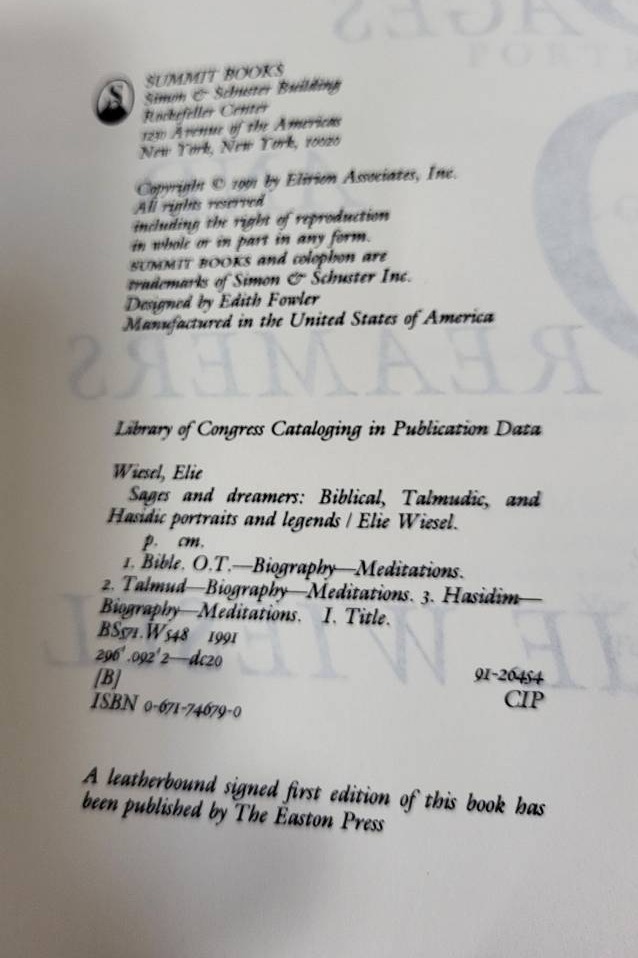 SUMMIT BOOKS
Simon & Schuster Building
Rockefeller Center
1230 Avenue of the Americas
New York, New York, 10020
Copyright © 1991 by Elirion Associates, Inc.
All rights reserved
including the right of reproduction
in whole or in part in any form.
SUMMIT BOOKS and colophon are
trademarks of Simon & Schuster Inc.
Designed by Edith Fowler
Manufactured in the United States of America
Library of Congress Cataloging in Publication Data
Wiesel, Elie
Sages and dreamers: Biblical, Talmudic, and
Hasidic portraits and legends / Elie Wiesel.
p. cm.
1. Bible. O.T.—Biography—Meditations.
2. Talmud—Biography—Meditations. 3. Hasidim—
Biography—Meditations. I. Title.
BS571.W548 1991
296'.092'2—dc20
91-26454
[B]
CIP
ISBN 0-671-74679-0
A leatherbound signed first edition of this book has
been published by The Easton Press